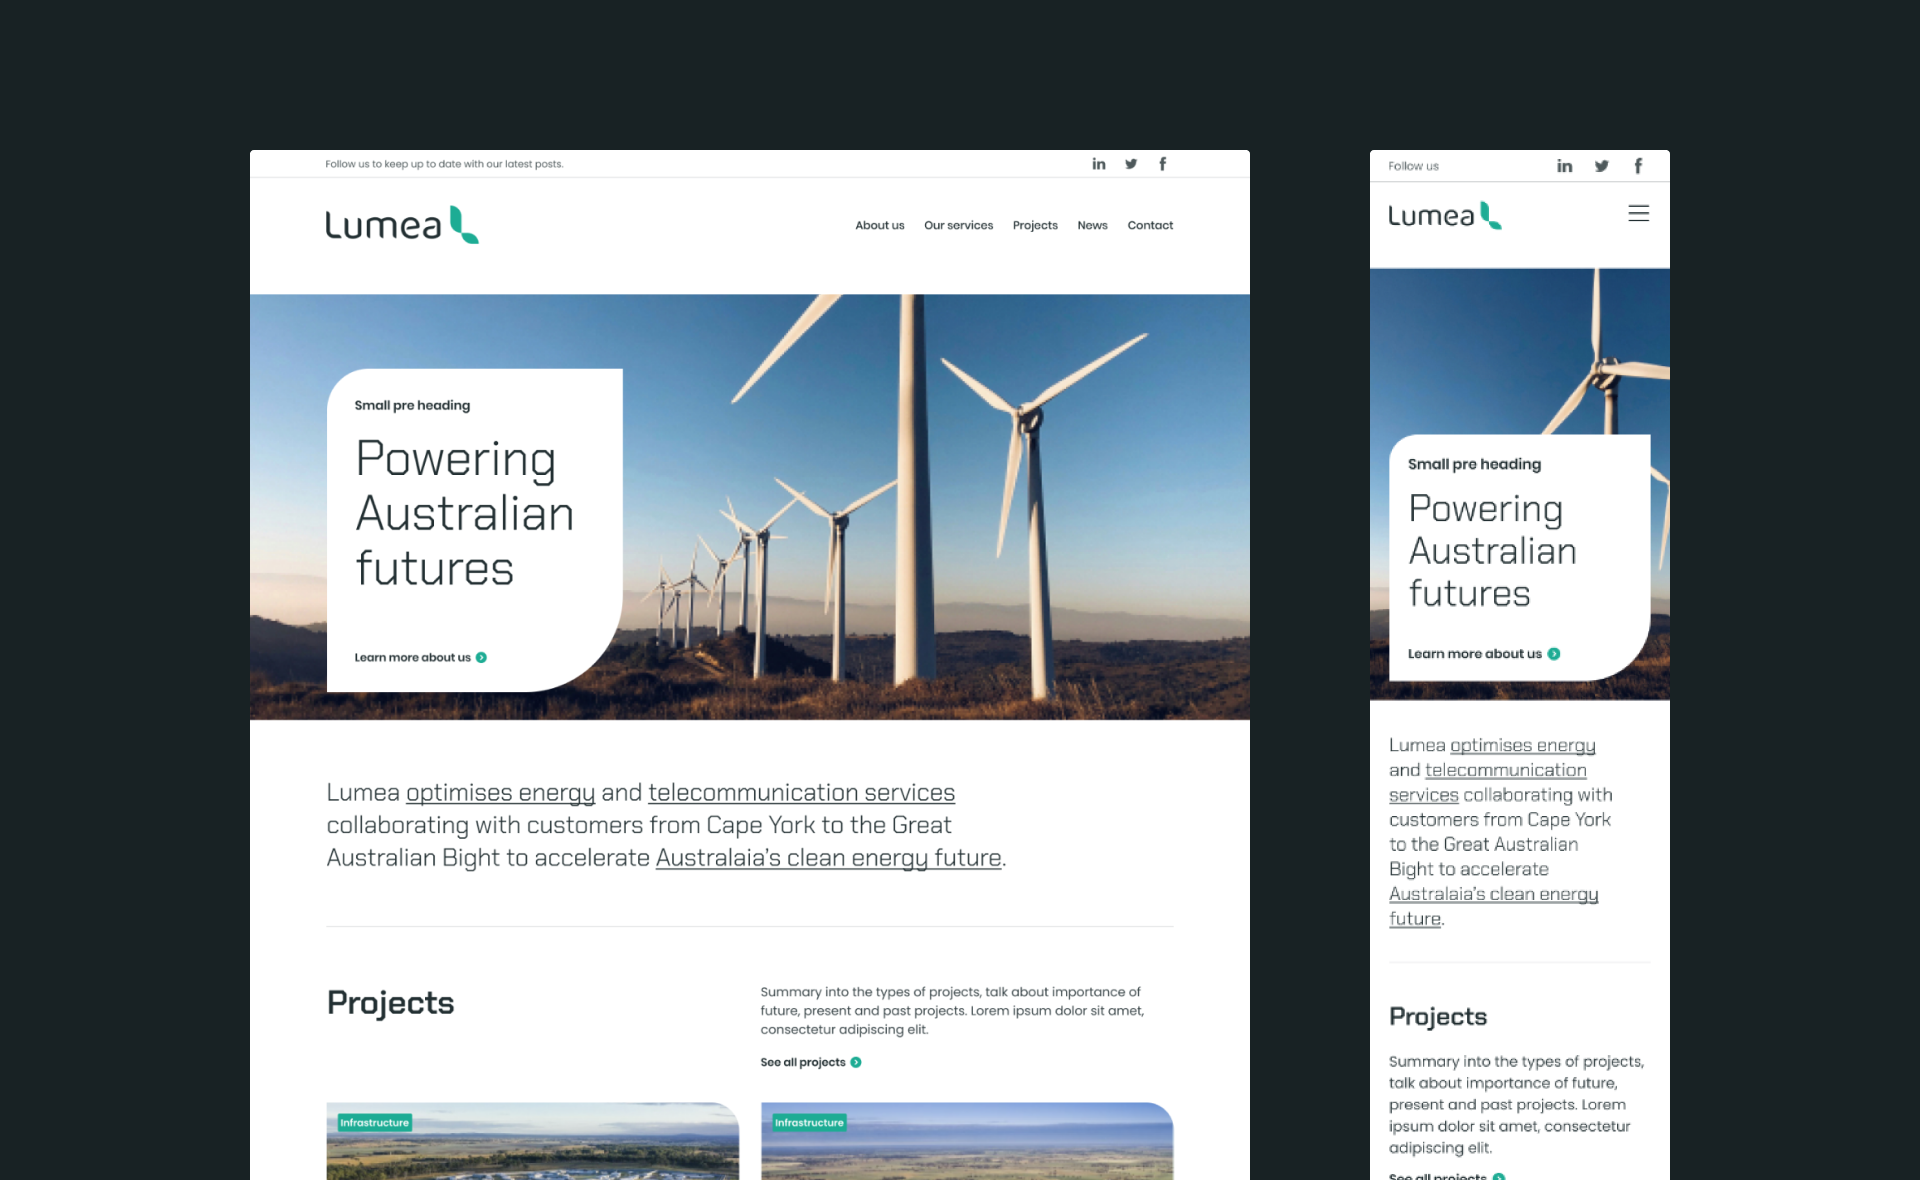 Follow us to keep up to date with our latest posts.
Lumea
About us Our services Projects News Contact
Small pre heading
Powering
Australian
futures
Learn more about us
Lumea optimises energy and telecommunication services
collaborating with customers from Cape York to the Great
Australian Bight to accelerate Australaia’s clean energy future.
Projects
Summary into the types of projects, talk about importance of
future, present and past projects. Lorem ipsum dolor sit amet,
consectetur adipiscing elit.
See all projects
Infrastructure
Infrastructure
Follow us
Lumea
Small pre heading
Powering
Australian
futures
Learn more about us
Lumea optimises energy
and telecommunication
services collaborating with
customers from Cape York
to the Great Australian
Bight to accelerate
Australaia’s clean energy
future.
Projects
Summary into the types of projects,
talk about importance of future,
present and past projects. Lorem
ipsum dolor sit amet, consectetur
adipiscing elit.
See all projects